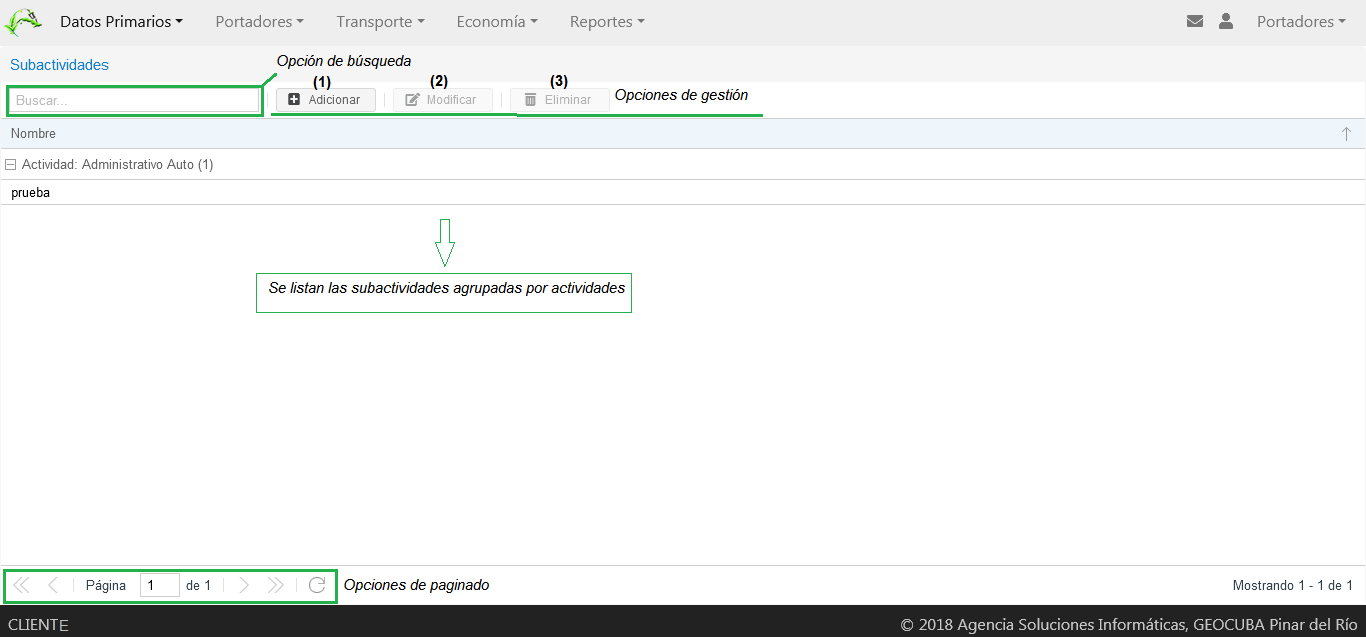 Datos Primarios Portadores Transporte Economía Reportes Portadores
Subactividades
Opción de búsqueda
(1) (2) (3)
Buscar... Adicionar Modificar Eliminar Opciones de gestión
Nombre
Actividad: Administrativo Auto (1)
prueba
Se listan las subactividades agrupadas por actividades
Página 1 de 1 Opciones de paginado Mostrando 1 - 1 de 1
CLIENTE © 2018 Agencia Soluciones Informáticas, GEOCUBA Pinar del Río